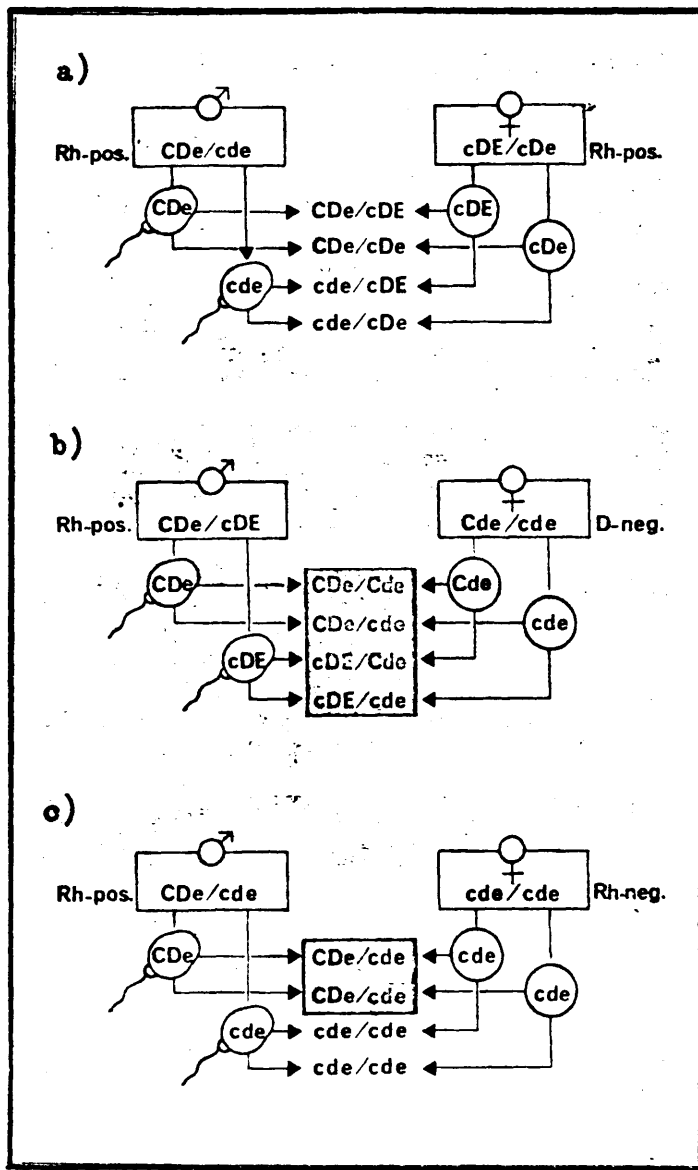 a)
Rh-pos. CDe/cde cDE/cDe Rh-pos.
CDe CDe/cDE cDE
CDe/cDe cDe
cde cde/cDE
cde/cDe
b)
Rh-pos. CDe/cDE Cde/cde D-neg.
CDe CDe/Cde Cde
CDe/cde cde
cDE cDE/Cde
cDE/cde
c)
Rh-pos. CDe/cde cde/cde Rh-neg.
CDe CDe/cde cde
CDe/cde cde
cde cde/cde
cde/cde